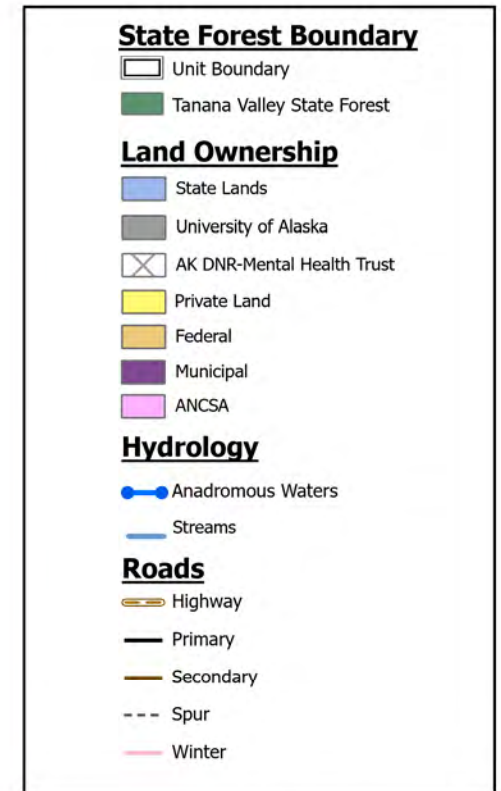 State Forest Boundary
Unit Boundary
Tanana Valley State Forest
Land Ownership
State Lands
University of Alaska
AK DNR-Mental Health Trust
Private Land
Federal
Municipal
ANCSA
Hydrology
Anadromous Waters
Streams
Roads
Highway
Primary
Secondary
Spur
Winter